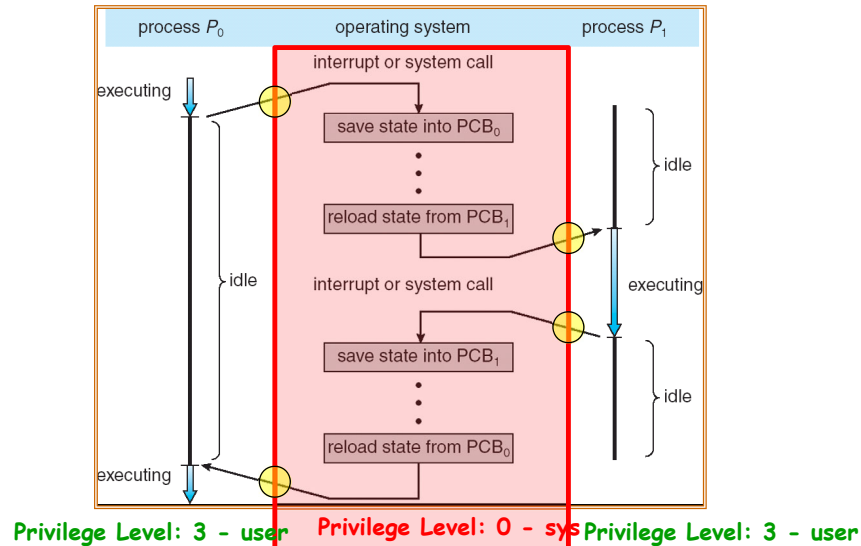 process P₀ operating system process P₁
interrupt or system call
executing
save state into PCB₀
idle
reload state from PCB₁
idle
interrupt or system call
executing
save state into PCB₁
idle
reload state from PCB₀
executing
Privilege Level: 3 - user Privilege Level: 0 - sys Privilege Level: 3 - user